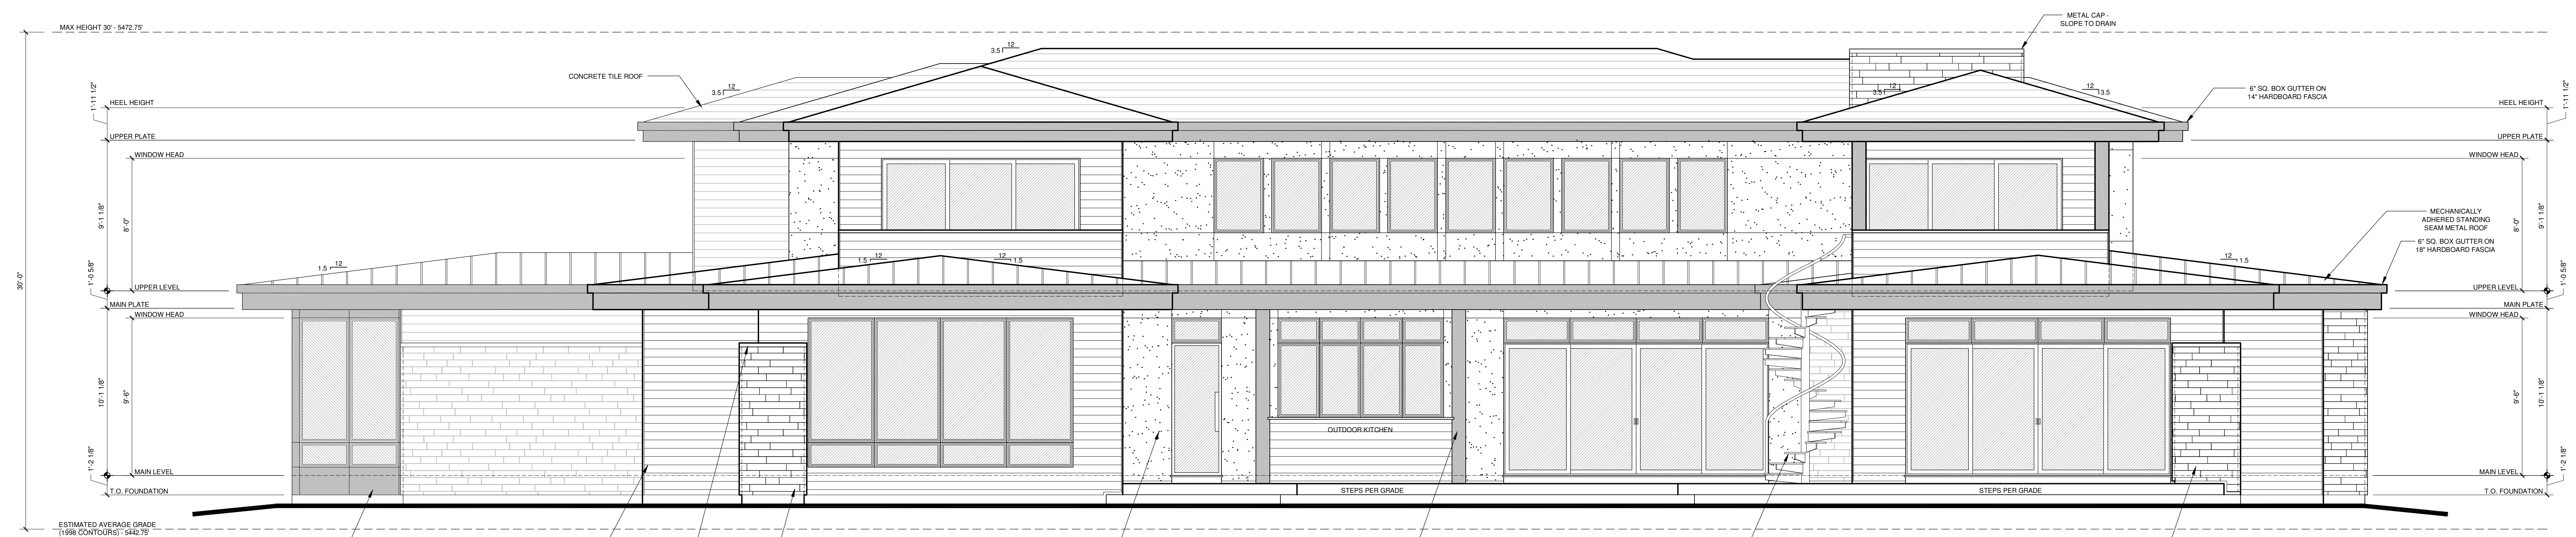 METAL CAP -
SLOPE TO DRAIN
MAX HEIGHT 30' - 5472.75'
12
3.5
CONCRETE TILE ROOF
12
3.5
12
3.5
12
3.5
6" SQ. BOX GUTTER ON
14" HARDBOARD FASCIA
1'-11 1/2"
HEEL HEIGHT
HEEL HEIGHT
1'-11 1/2"
UPPER PLATE
UPPER PLATE
WINDOW HEAD
WINDOW HEAD
9'-1 1/8"
8'-0"
8'-0"
9'-1 1/8"
MECHANICALLY
ADHERED STANDING
SEAM METAL ROOF
6" SQ. BOX GUTTER ON
18" HARDBOARD FASCIA
12
1.5
12
1.5
12
1.5
12
1.5
30'-0"
1'-0 5/8"
UPPER LEVEL
UPPER LEVEL
1'-0 5/8"
MAIN PLATE
MAIN PLATE
WINDOW HEAD
WINDOW HEAD
10'-1 1/8"
9'-6"
9'-6"
10'-1 1/8"
OUTDOOR KITCHEN
1'-2 1/8"
MAIN LEVEL
MAIN LEVEL
1'-2 1/8"
T.O. FOUNDATION
STEPS PER GRADE
STEPS PER GRADE
T.O. FOUNDATION
ESTIMATED AVERAGE GRADE
(1998 CONTOURS) - 5442.75'